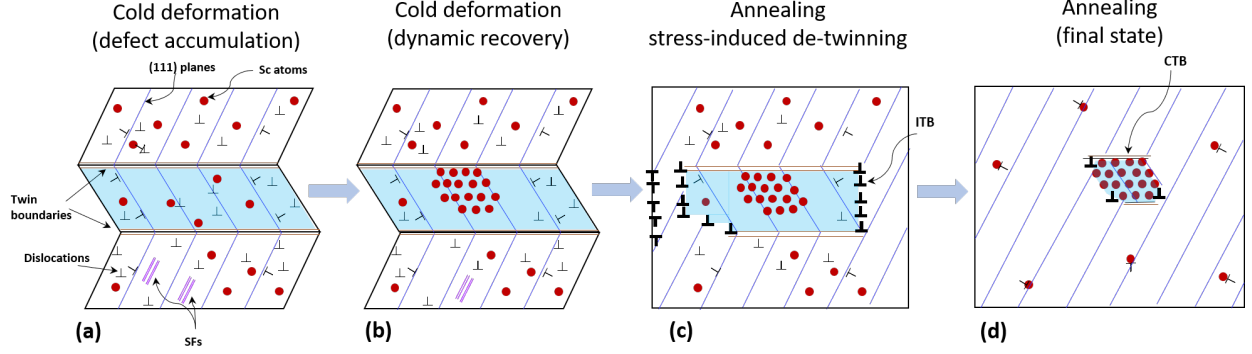 Cold deformation
(defect accumulation)
Cold deformation
(dynamic recovery)
Annealing
stress-induced de-twinning
Annealing
(final state)
(111) planes
Sc atoms
CTB
ITB
Twin
boundaries
Dislocations
SFs
(a)
(b)
(c)
(d)